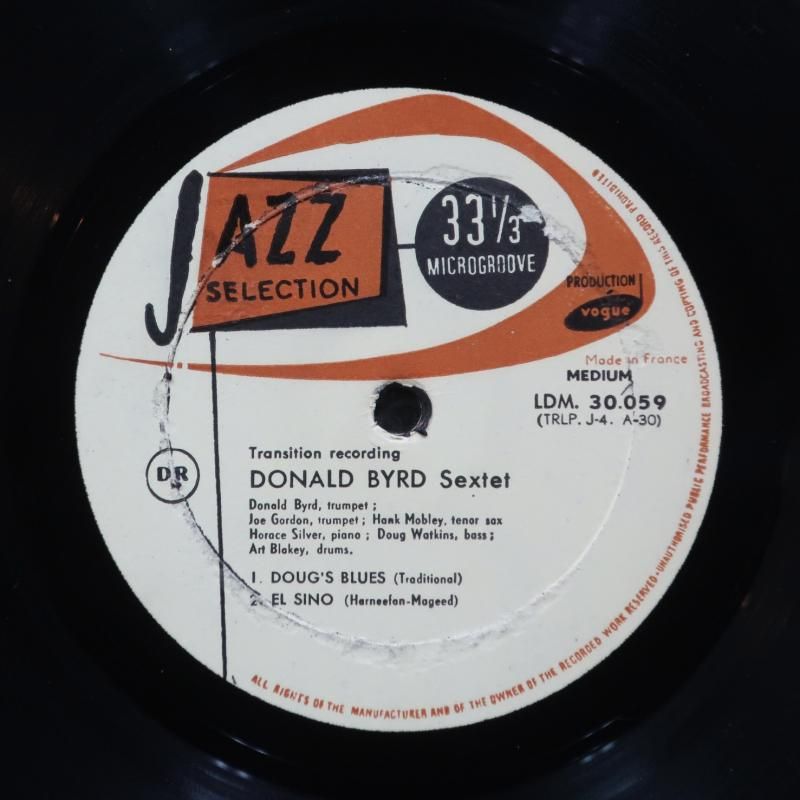 JAZZ
SELECTION
33 1/3
MICROGROOVE
PRODUCTION
vogue
Made in France
MEDIUM
LDM. 30.059
(TRLP. J-4. A-30)
Transition recording
DONALD BYRD Sextet
DR
Donald Byrd, trumpet ;
Joe Gordon, trumpet ; Hank Mobley, tenor sax
Horace Silver, piano ; Doug Watkins, bass ;
Art Blakey, drums.
1. DOUG'S BLUES (Traditional)
2. EL SINO (Harneefan-Mageed)
ALL RIGHTS OF THE MANUFACTURER AND OF THE OWNER OF THE RECORDED WORK RESERVED - UNAUTHORISED PUBLIC PERFORMANCE BROADCASTING AND COPYING OF THIS RECORD PROHIBITED